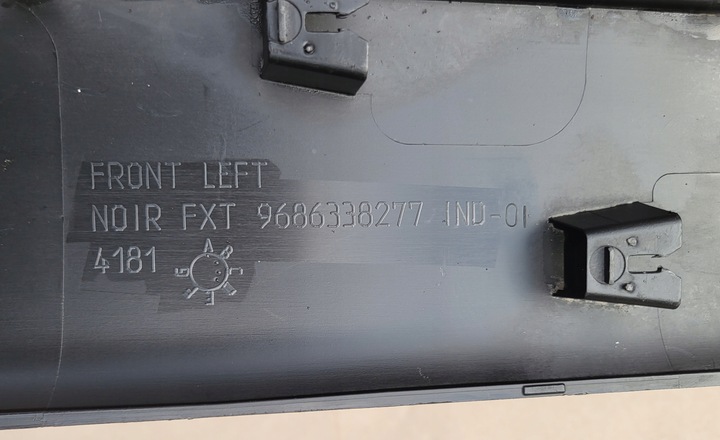 FRONT LEFT
NOIR FXT 9686338277 IND-01
4181